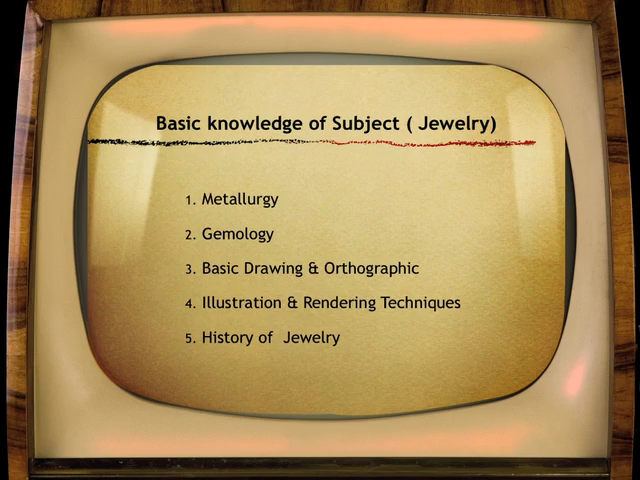 Basic knowledge of Subject ( Jewelry)
1. Metallurgy
2. Gemology
3. Basic Drawing & Orthographic
4. Illustration & Rendering Techniques
5. History of  Jewelry